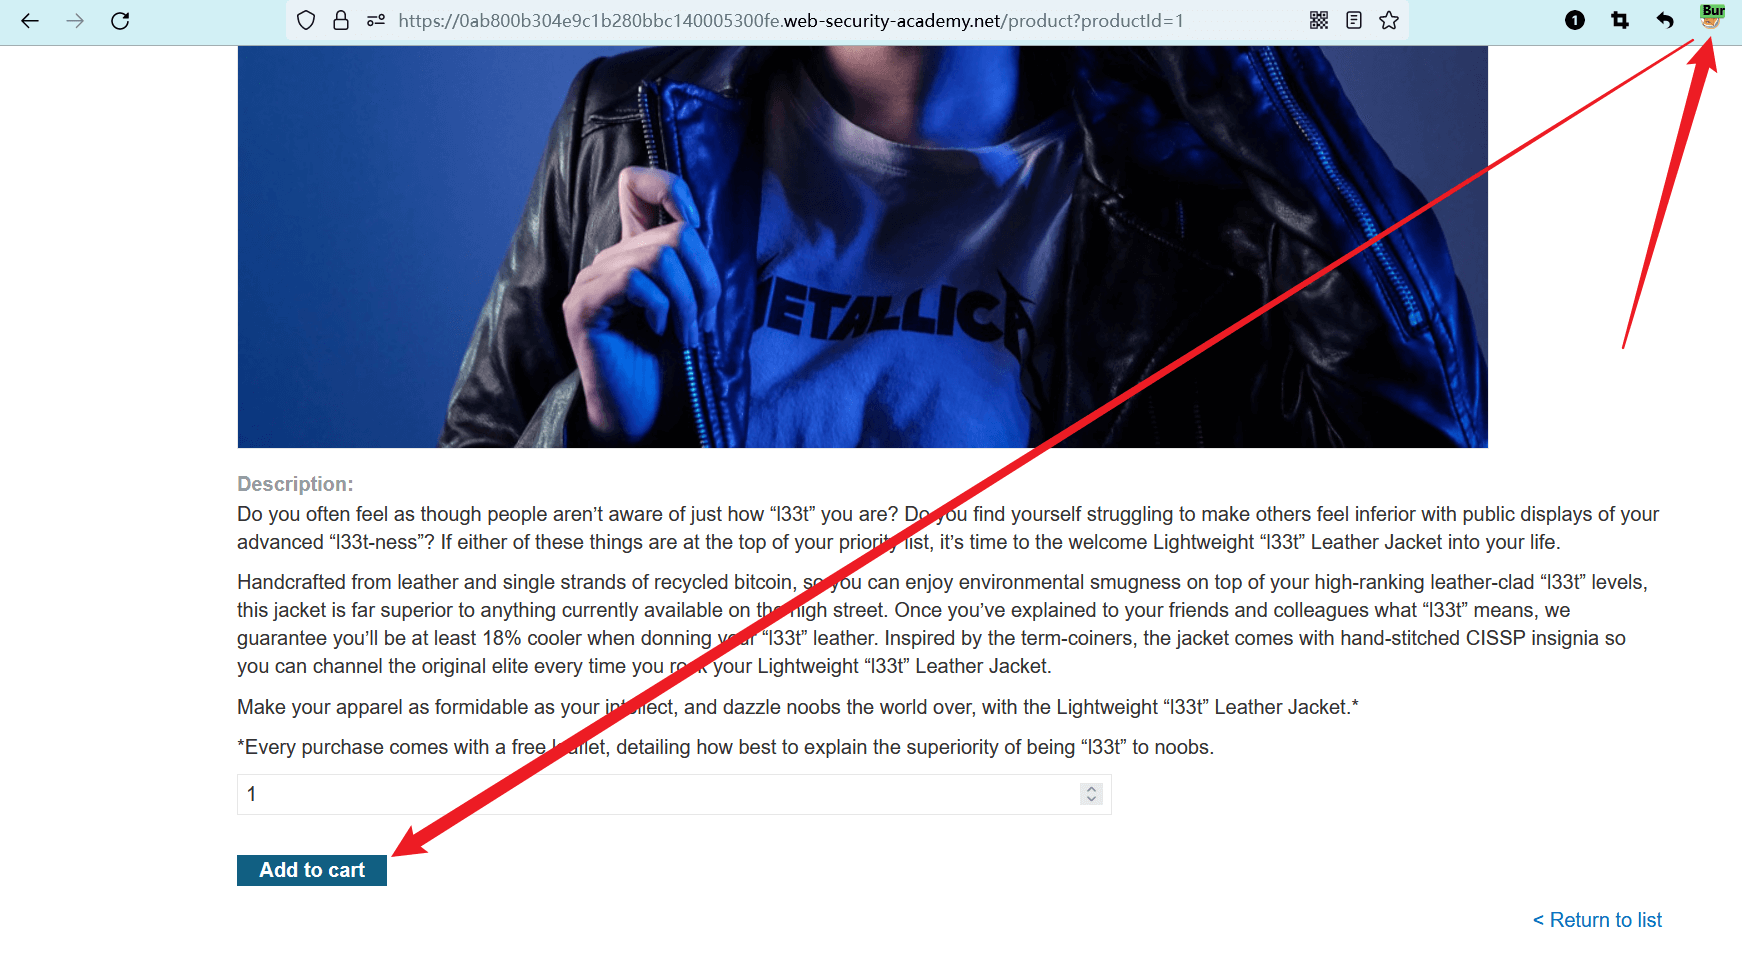 https://0ab800b304e9c1b280bbc140005300fe.web-security-academy.net/product?productId=1
1
Bur
METALLICA
Description:
Do you often feel as though people aren’t aware of just how “l33t” you are? Do you find yourself struggling to make others feel inferior with public displays of your
advanced “l33t-ness”? If either of these things are at the top of your priority list, it’s time to the welcome Lightweight “l33t” Leather Jacket into your life.
Handcrafted from leather and single strands of recycled bitcoin, so you can enjoy environmental smugness on top of your high-ranking leather-clad “l33t” levels,
this jacket is far superior to anything currently available on the high street. Once you’ve explained to your friends and colleagues what “l33t” means, we
guarantee you’ll be at least 18% cooler when donning your “l33t” leather. Inspired by the term-coiners, the jacket comes with hand-stitched CISSP insignia so
you can channel the original elite every time you rock your Lightweight “l33t” Leather Jacket.
Make your apparel as formidable as your intellect, and dazzle noobs the world over, with the Lightweight “l33t” Leather Jacket.*
*Every purchase comes with a free leaflet, detailing how best to explain the superiority of being “l33t” to noobs.
1
Add to cart
< Return to list